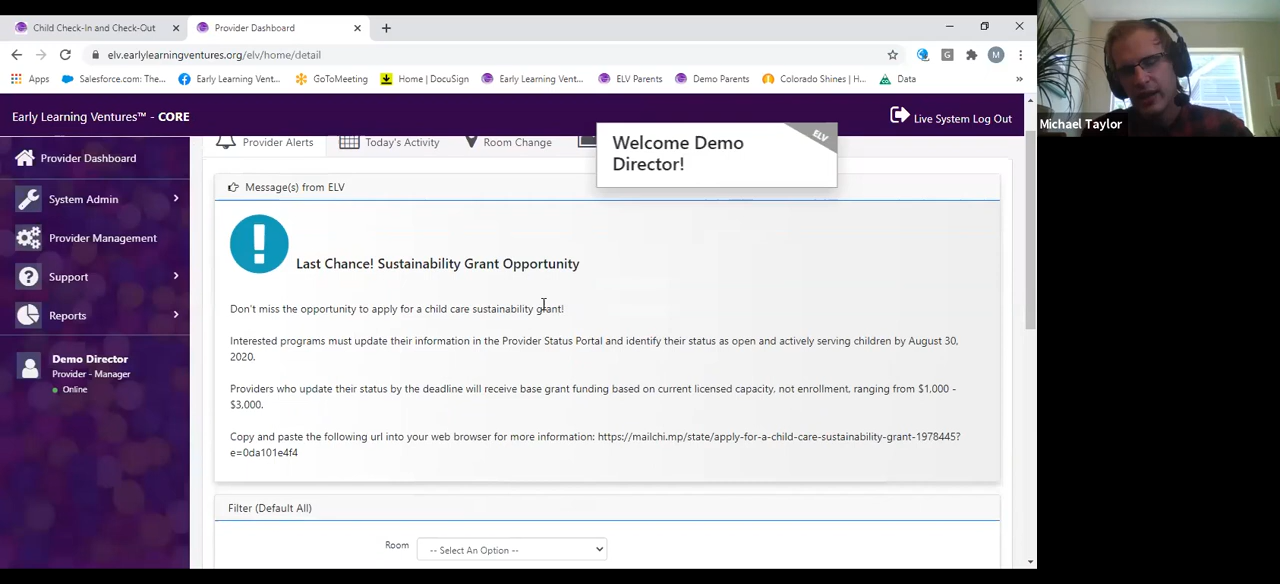 Child Check-In and Check-Out
Provider Dashboard
elv.earlylearningventures.org/elv/home/detail
Apps
Salesforce.com: The...
Early Learning Vent...
GoToMeeting
Home | DocuSign
Early Learning Vent...
ELV Parents
Demo Parents
Colorado Shines | H...
Data
»
Early Learning Ventures™ - CORE
Live System Log Out
Michael Taylor
Provider Dashboard
System Admin
Provider Management
Support
Reports
Demo Director
Provider - Manager
Online
Provider Alerts
Today's Activity
Room Change
Welcome Demo
Director!
ELV
Message(s) from ELV
Last Chance! Sustainability Grant Opportunity
Don't miss the opportunity to apply for a child care sustainability grant!
Interested programs must update their information in the Provider Status Portal and identify their status as open and actively serving children by August 30,
2020.
Providers who update their status by the deadline will receive base grant funding based on current licensed capacity, not enrollment, ranging from $1,000 -
$3,000.
Copy and paste the following url into your web browser for more information: https://mailchi.mp/state/apply-for-a-child-care-sustainability-grant-1978445?
e=0da101e4f4
Filter (Default All)
Room
-- Select An Option --